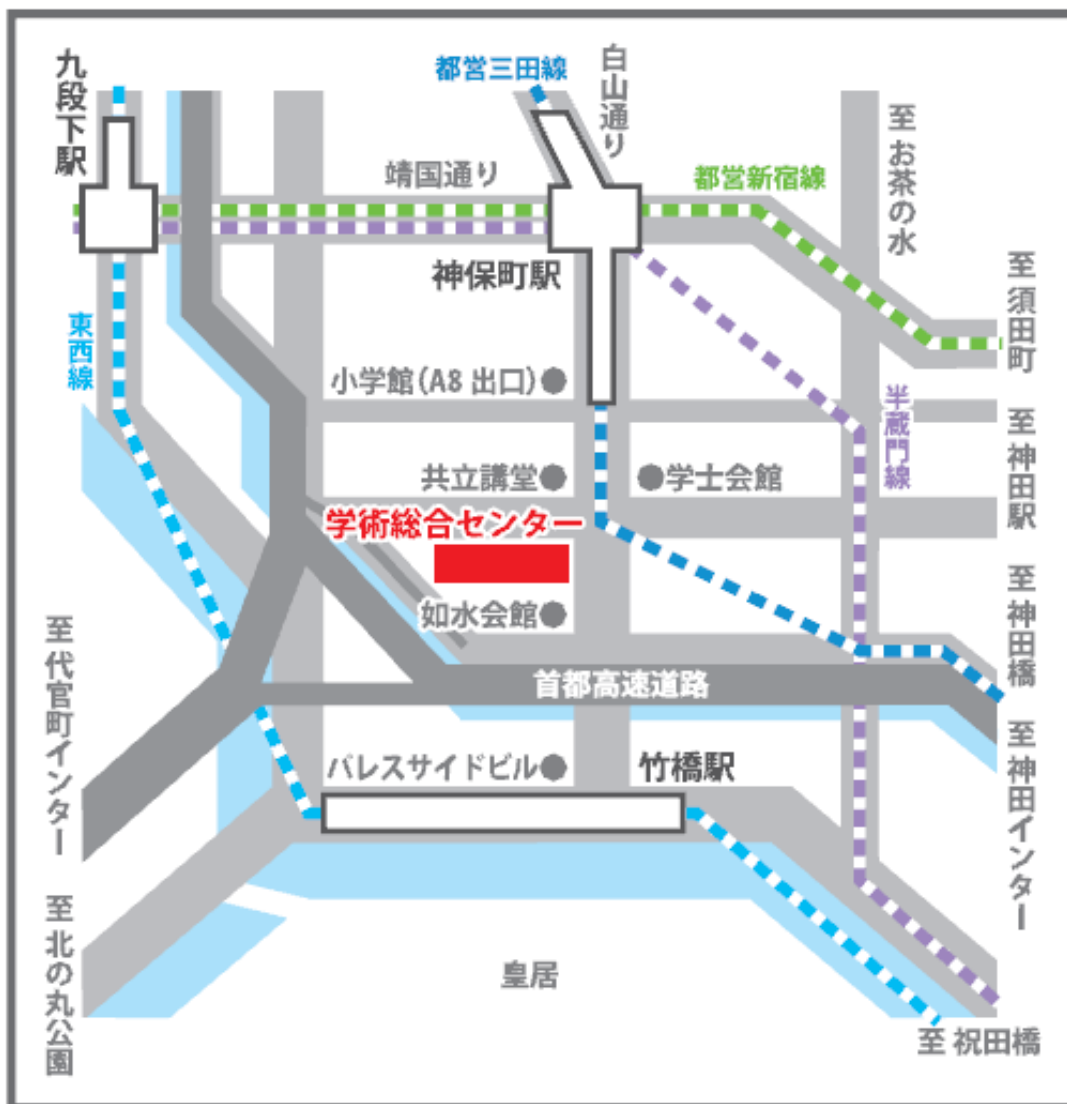 九段下駅
都営三田線
白山通り
至 お茶の水
靖国通り
都営新宿線
神保町駅
至 須田町
東西線
小学館(A8 出口)●
半蔵門線
至 神田駅
共立講堂●
●学士会館
学術総合センター
如水会館●
至 神田橋
至 代官町インター
首都高速道路
パレスサイドビル●
竹橋駅
至 神田インター
至 北の丸公園
皇居
至 祝田橋